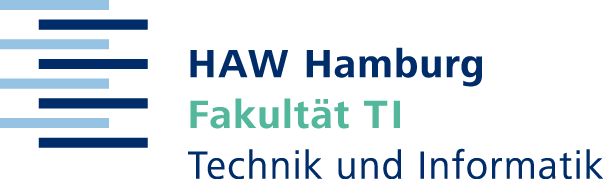 HAW Hamburg
Fakultät TI
Technik und Informatik